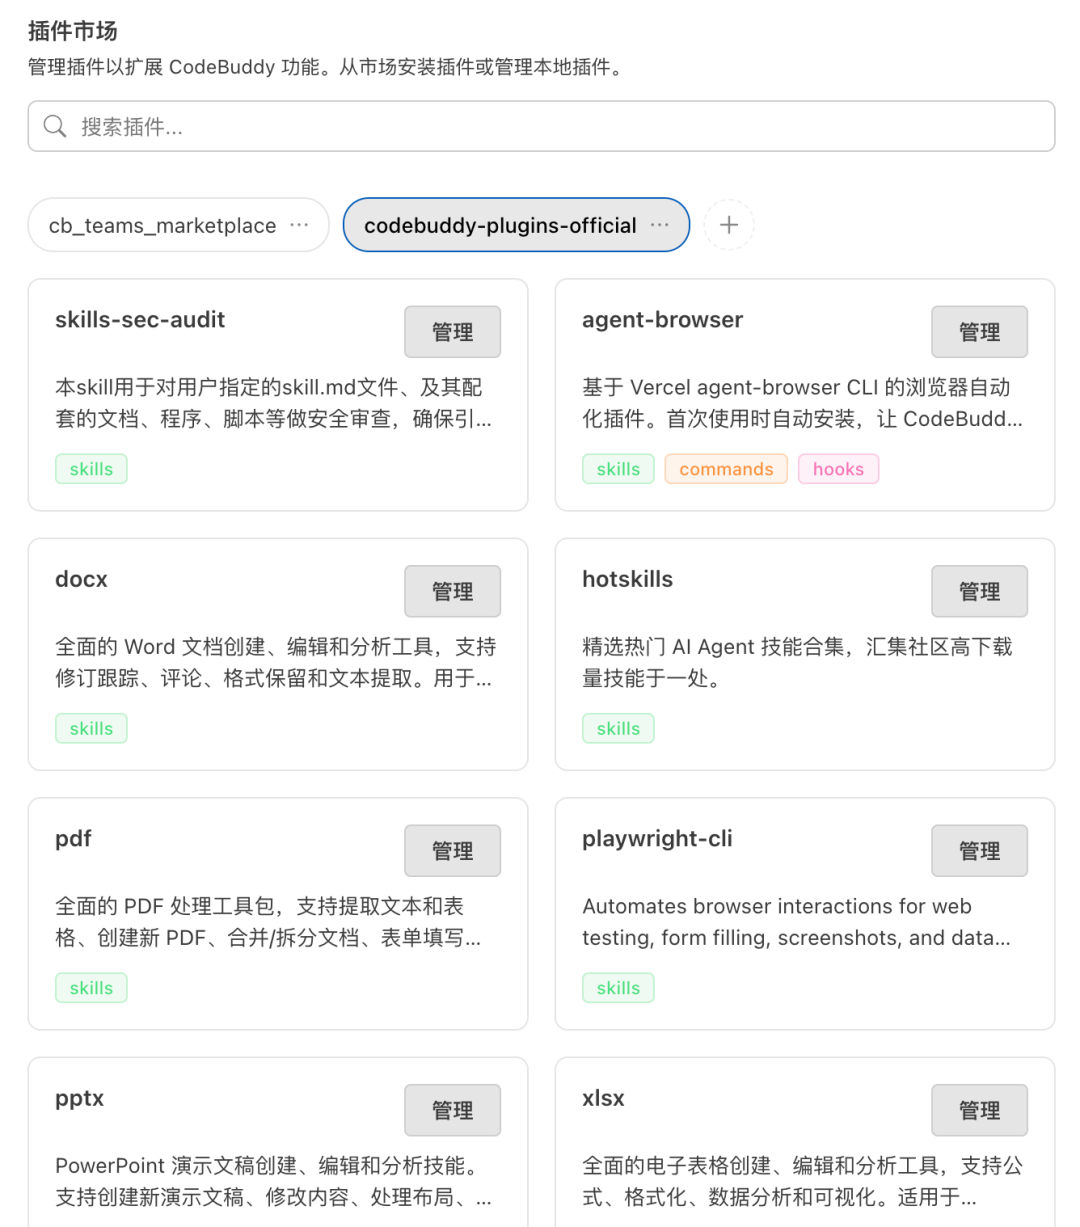 插件市场
管理插件以扩展 CodeBuddy 功能。从市场安装插件或管理本地插件。
搜索插件...
cb_teams_marketplace ···
codebuddy-plugins-official ···
+
skills-sec-audit
管理
本skill用于对用户指定的skill.md文件、及其配
套的文档、程序、脚本等做安全审查，确保引...
skills
agent-browser
管理
基于 Vercel agent-browser CLI 的浏览器自动
化插件。首次使用时自动安装，让 CodeBudd...
skills commands hooks
docx
管理
全面的 Word 文档创建、编辑和分析工具，支持
修订跟踪、评论、格式保留和文本提取。用于...
skills
hotskills
管理
精选热门 AI Agent 技能合集，汇集社区高下载
量技能于一处。
skills
pdf
管理
全面的 PDF 处理工具包，支持提取文本和表
格、创建新 PDF、合并/拆分文档、表单填写...
skills
playwright-cli
管理
Automates browser interactions for web
testing, form filling, screenshots, and data...
skills
pptx
管理
PowerPoint 演示文稿创建、编辑和分析技能。
支持创建新演示文稿、修改内容、处理布局、...
xlsx
管理
全面的电子表格创建、编辑和分析工具，支持公
式、格式化、数据分析和可视化。适用于...